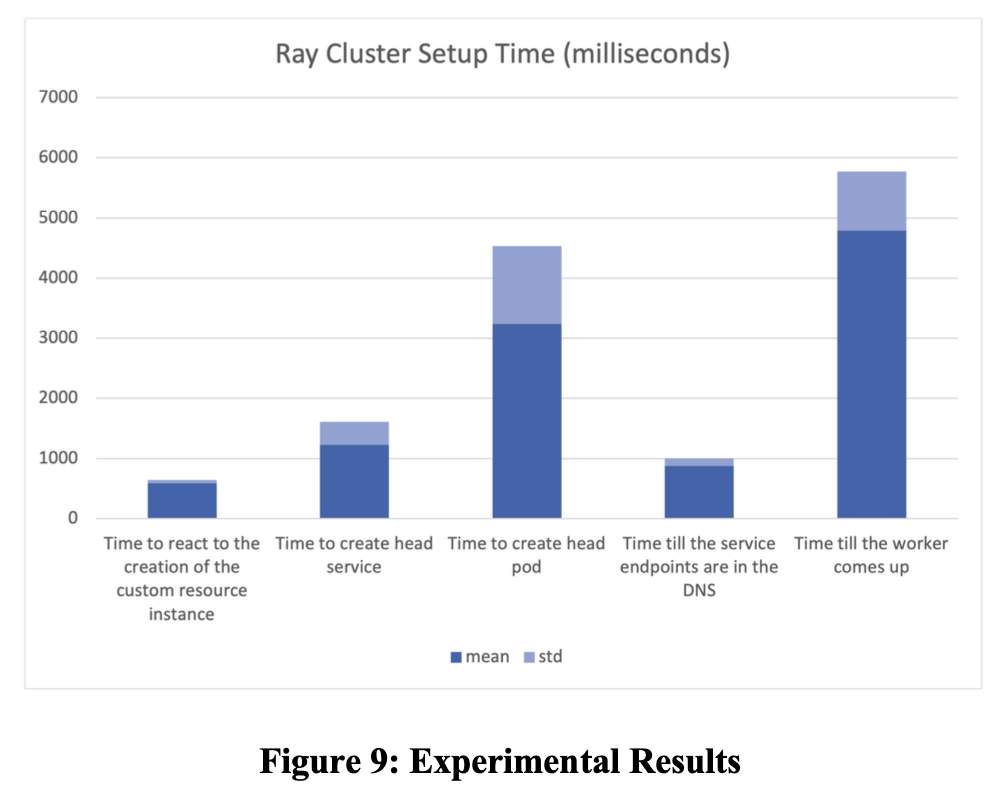 Ray Cluster Setup Time (milliseconds)
7000
6000
5000
4000
3000
2000
1000
0
Time to react to the
creation of the
custom resource
instance
Time to create head
service
Time to create head
pod
Time till the service
endpoints are in the
DNS
Time till the worker
comes up
mean std
Figure 9: Experimental Results